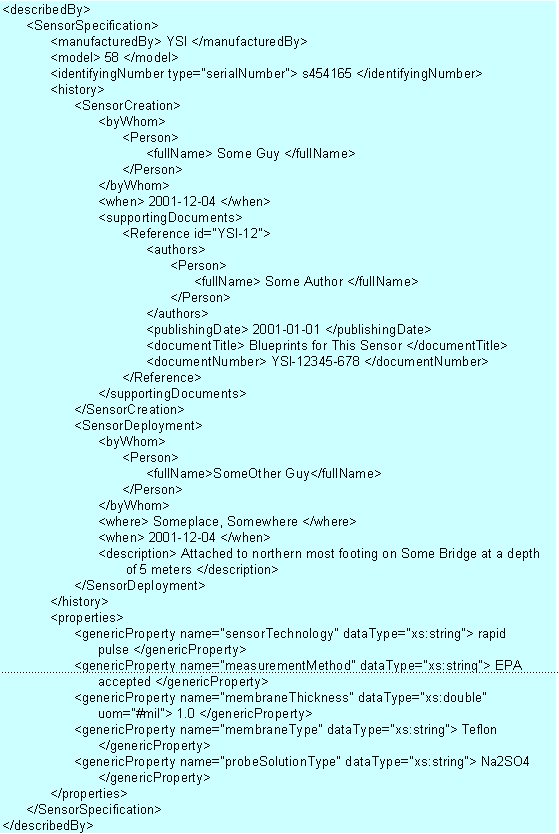 <describedBy>
<SensorSpecification>
<manufacturedBy> YSI </manufacturedBy>
<model> 58 </model>
<identifyingNumber type="serialNumber"> s454165 </identifyingNumber>
<history>
<SensorCreation>
<byWhom>
<Person>
<fullName> Some Guy </fullName>
</Person>
</byWhom>
<when> 2001-12-04 </when>
<supportingDocuments>
<Reference id="YSI-12">
<authors>
<Person>
<fullName> Some Author </fullName>
</Person>
</authors>
<publishingDate> 2001-01-01 </publishingDate>
<documentTitle> Blueprints for This Sensor </documentTitle>
<documentNumber> YSI-12345-678 </documentNumber>
</Reference>
</supportingDocuments>
</SensorCreation>
<SensorDeployment>
<byWhom>
<Person>
<fullName>SomeOther Guy</fullName>
</Person>
</byWhom>
<where> Someplace, Somewhere </where>
<when> 2001-12-04 </when>
<description> Attached to northern most footing on Some Bridge at a depth
of 5 meters </description>
</SensorDeployment>
</history>
<properties>
<genericProperty name="sensorTechnology" dataType="xs:string"> rapid
pulse </genericProperty>
<genericProperty name="measurementMethod" dataType="xs:string"> EPA
accepted </genericProperty>
<genericProperty name="membraneThickness" dataType="xs:double"
uom="#mil"> 1.0 </genericProperty>
<genericProperty name="membraneType" dataType="xs:string"> Teflon
</genericProperty>
<genericProperty name="probeSolutionType" dataType="xs:string"> Na2SO4
</genericProperty>
</properties>
</SensorSpecification>
</describedBy>